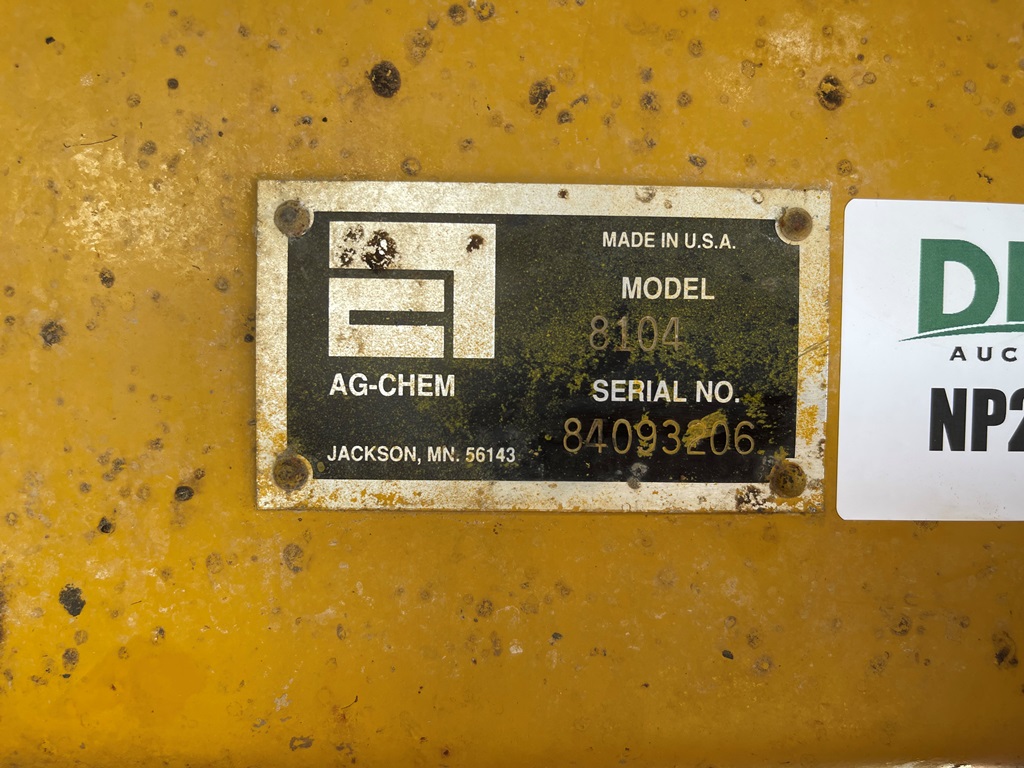 MADE IN U.S.A.
MODEL
8104
AG-CHEM
SERIAL NO.
84093206
JACKSON, MN. 56143
AUC
NP2